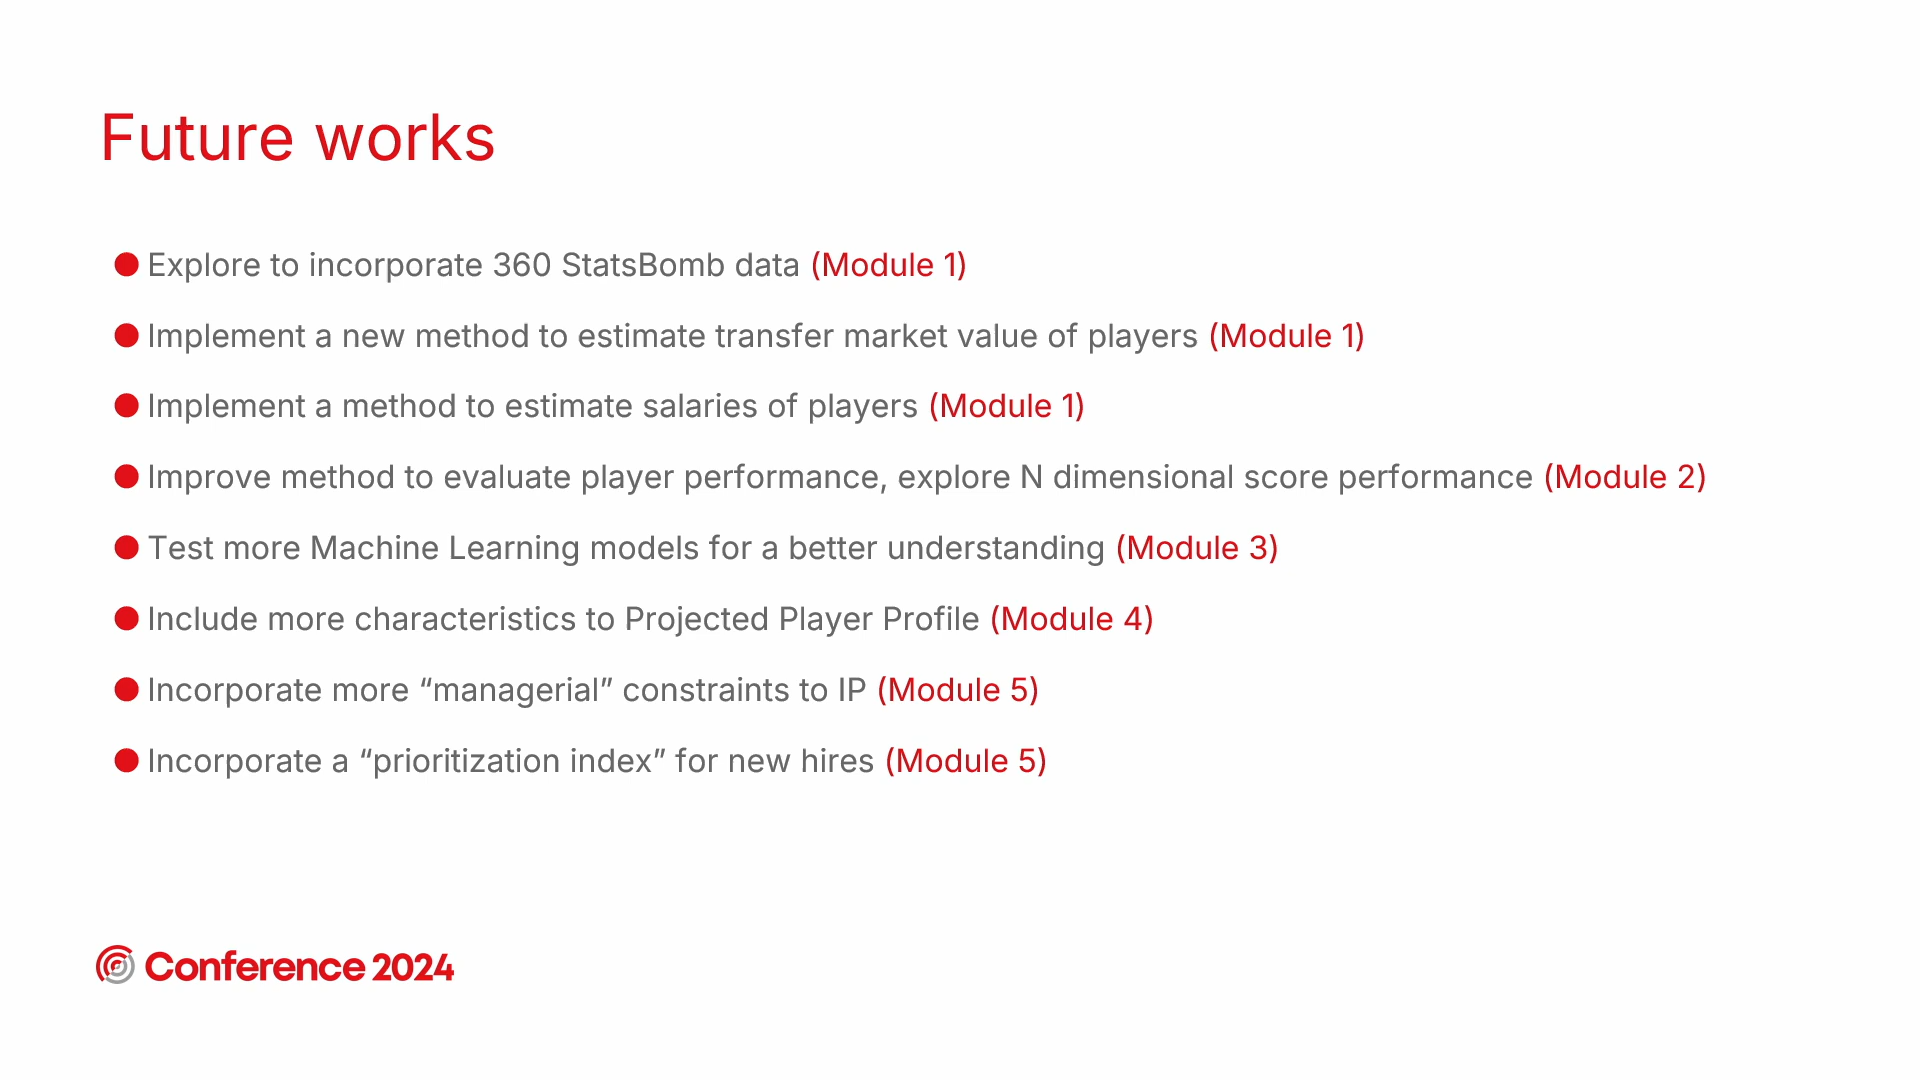 Future works
Explore to incorporate 360 StatsBomb data (Module 1)
Implement a new method to estimate transfer market value of players (Module 1)
Implement a method to estimate salaries of players (Module 1)
Improve method to evaluate player performance, explore N dimensional score performance (Module 2)
Test more Machine Learning models for a better understanding (Module 3)
Include more characteristics to Projected Player Profile (Module 4)
Incorporate more “managerial” constraints to IP (Module 5)
Incorporate a “prioritization index” for new hires (Module 5)
Conference 2024